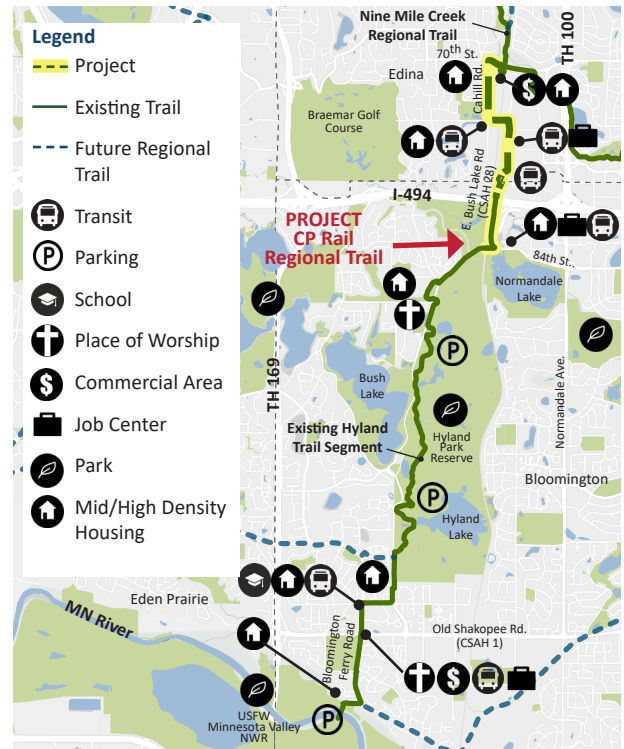 Legend
Project
Existing Trail
Future Regional
Trail
Transit
P
Parking
School
Place of Worship
$
Commercial Area
Job Center
Park
Mid/High Density
Housing
Nine Mile Creek
Regional Trail
TH 100
70th St.
Edina
Cahill Rd.
$
Braemar Golf
Course
E. Bush Lake Rd
(CSAH 28)
I-494
PROJECT
CP Rail
Regional Trail
84th St.
Normandale
Lake
TH 169
P
Bush
Lake
Normandale Ave.
Existing Hyland
Trail Segment
Hyland
Park
Reserve
Bloomington
P
Hyland
Lake
Eden Prairie
MN River
Bloomington
Ferry Road
Old Shakopee Rd.
(CSAH 1)
$
USFW
Minnesota Valley
NWR
P